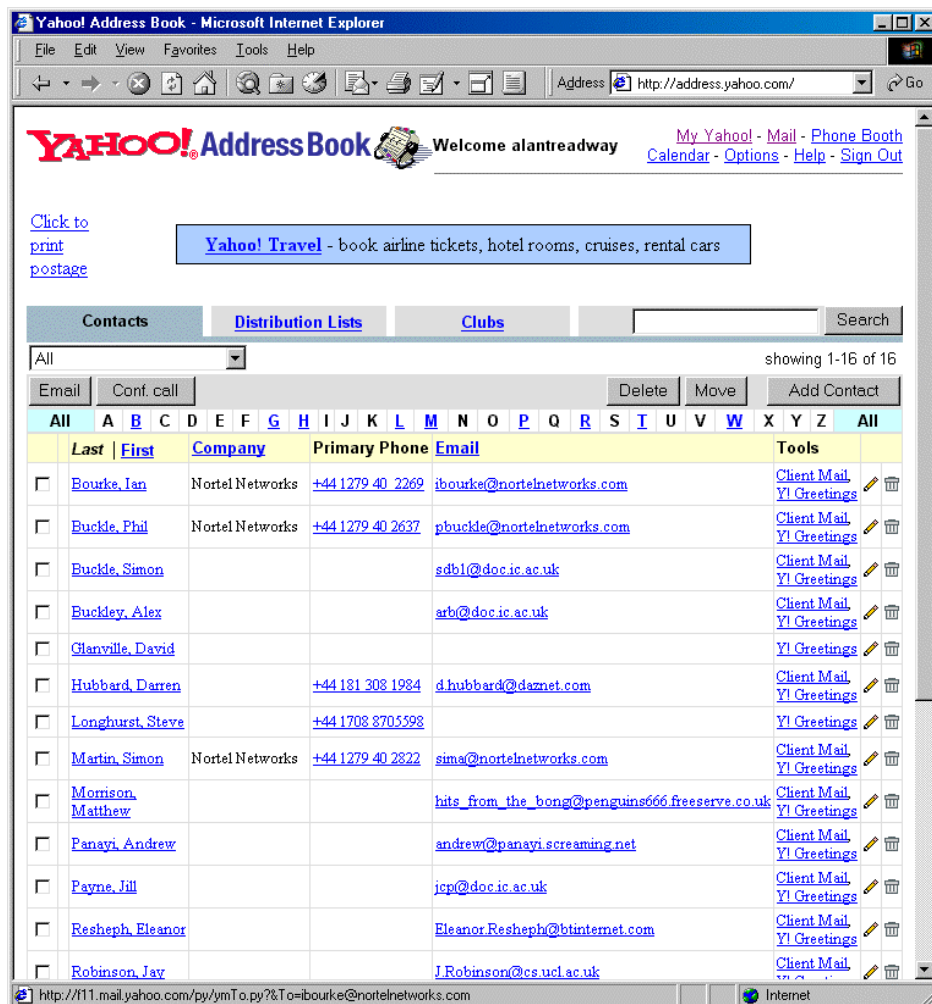 Yahoo! Address Book - Microsoft Internet Explorer
File Edit View Favorites Tools Help
Address http://address.yahoo.com/ Go
YAHOO! Address Book Welcome alantreadway My Yahoo! - Mail - Phone Booth
Calendar - Options - Help - Sign Out
Click to
print
postage
Yahoo! Travel - book airline tickets, hotel rooms, cruises, rental cars
Contacts Distribution Lists Clubs Search
All showing 1-16 of 16
Email Conf. call Delete Move Add Contact
All A B C D E F G H I J K L M N O P Q R S T U V W X Y Z All
Last | First Company Primary Phone Email Tools
Bourke, Ian Nortel Networks +44 1279 40 2269 ibourke@nortelnetworks.com Client Mail,
Y! Greetings
Buckle, Phil Nortel Networks +44 1279 40 2637 pbuckle@nortelnetworks.com Client Mail,
Y! Greetings
Buckle, Simon sdb1@doc.ic.ac.uk Client Mail,
Y! Greetings
Buckley, Alex arb@doc.ic.ac.uk Client Mail,
Y! Greetings
Glanville, David Y! Greetings
Hubbard, Darren +44 181 308 1984 d.hubbard@daznet.com Client Mail,
Y! Greetings
Longhurst, Steve +44 1708 8705598 Y! Greetings
Martin, Simon Nortel Networks +44 1279 40 2822 sima@nortelnetworks.com Client Mail,
Y! Greetings
Morrison,
Matthew hits_from_the_bong@penguins666.freeserve.co.uk Client Mail,
Y! Greetings
Panayi, Andrew andrew@panayi.screaming.net Client Mail,
Y! Greetings
Payne, Jill jcp@doc.ic.ac.uk Client Mail,
Y! Greetings
Resheph, Eleanor Eleanor.Resheph@btinternet.com Client Mail,
Y! Greetings
Robinson, Jay J.Robinson@cs.ucl.ac.uk Client Mail,
http://f11.mail.yahoo.com/py/ymTo.py?&To=ibourke@nortelnetworks.com Internet